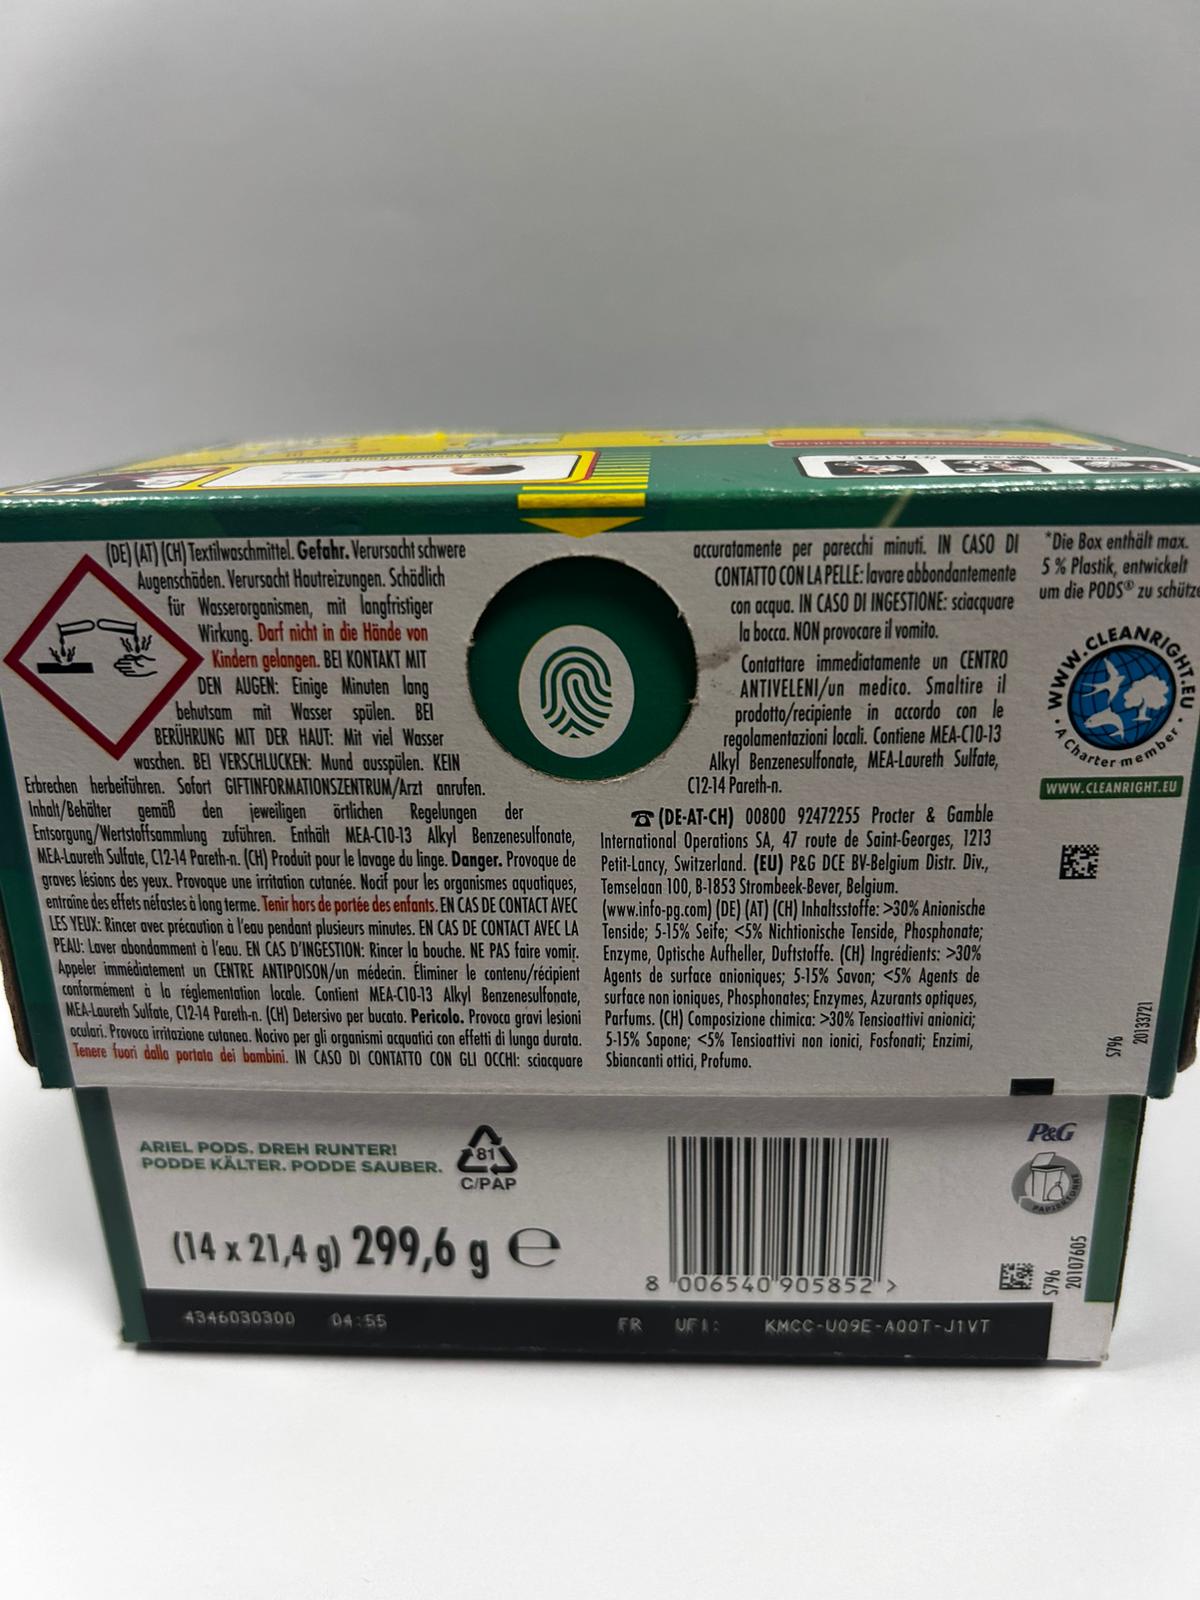 (DE) (AT) (CH) Textilwaschmittel. Gefahr. Verursacht schwere
Augenschäden. Verursacht Hautreizungen. Schädlich
für Wasserorganismen, mit langfristiger
Wirkung. Darf nicht in die Hände von
Kindern gelangen. BEI KONTAKT MIT
DEN AUGEN: Einige Minuten lang
behutsam mit Wasser spülen. BEI
BERÜHRUNG MIT DER HAUT: Mit viel Wasser
waschen. BEI VERSCHLUCKEN: Mund ausspülen. KEIN
Erbrechen herbeiführen. Sofort GIFTINFORMATIONSZENTRUM/Arzt anrufen.
Inhalt/Behälter gemäß den jeweiligen örtlichen Regelungen der
Entsorgung/Wertstoffsammlung zuführen. Enthält MEA-C10-13 Alkyl Benzenesulfonate,
MEA-Laureth Sulfate, C12-14 Pareth-n. (CH) Produit pour le lavage du linge. Danger. Provoque de
graves lésions des yeux. Provoque une irritation cutanée. Nocif pour les organismes aquatiques,
entraîne des effets néfastes à long terme. Tenir hors de portée des enfants. EN CAS DE CONTACT AVEC
LES YEUX: Rincer avec précaution à l'eau pendant plusieurs minutes. EN CAS DE CONTACT AVEC LA
PEAU: Laver abondamment à l'eau. EN CAS D'INGESTION: Rincer la bouche. NE PAS faire vomir.
Appeler immédiatement un CENTRE ANTIPOISON/un médecin. Éliminer le contenu/récipient
conformément à la réglementation locale. Contient MEA-C10-13 Alkyl Benzenesulfonate,
MEA-Laureth Sulfate, C12-14 Pareth-n. (CH) Detersivo per bucato. Pericolo. Provoca gravi lesioni
oculari. Provoca irritazione cutanea. Nocivo per gli organismi acquatici con effetti di lunga durata.
Tenere fuori dalla portata dei bambini. IN CASO DI CONTATTO CON GLI OCCHI: sciacquare
accuratamente per parecchi minuti. IN CASO DI
CONTATTO CON LA PELLE: lavare abbondantemente
con acqua. IN CASO DI INGESTIONE: sciacquare
la bocca. NON provocare il vomito.
Contattare immediatamente un CENTRO
ANTIVELENI/un medico. Smaltire il
prodotto/recipiente in accordo con le
regolamentazioni locali. Contiene MEA-C10-13
Alkyl Benzenesulfonate, MEA-Laureth Sulfate,
C12-14 Pareth-n.
☎ (DE-AT-CH) 00800 92472255 Procter & Gamble
International Operations SA, 47 route de Saint-Georges, 1213
Petit-Lancy, Switzerland. (EU) P&G DCE BV-Belgium Distr. Div.,
Temselaan 100, B-1853 Strombeek-Bever, Belgium.
(www.info-pg.com) (DE) (AT) (CH) Inhaltsstoffe: >30% Anionische
Tenside; 5-15% Seife; <5% Nichtionische Tenside, Phosphonate;
Enzyme, Optische Aufheller, Duftstoffe. (CH) Ingrédients: >30%
Agents de surface anioniques; 5-15% Savon; <5% Agents de
surface non ioniques, Phosphonates; Enzymes, Azurants optiques,
Parfums. (CH) Composizione chimica: >30% Tensioattivi anionici;
5-15% Sapone; <5% Tensioattivi non ionici, Fosfonati; Enzimi,
Sbiancanti ottici, Profumo.
*Die Box enthält max.
5 % Plastik, entwickelt
um die PODS® zu schütze
WWW.CLEANRIGHT.EU
A Charter member
WWW.CLEANRIGHT.EU
S796
20133721
ARIEL PODS. DREH RUNTER!
PODDE KÄLTER. PODDE SAUBER.
81
C/PAP
(14 x 21,4 g) 299,6 g e
8 006540 905852 >
P&G
PAPIERTONNE
S796
20107605
4346030300 04:55 FR UFI: KMCC-U09E-A00T-J1VT